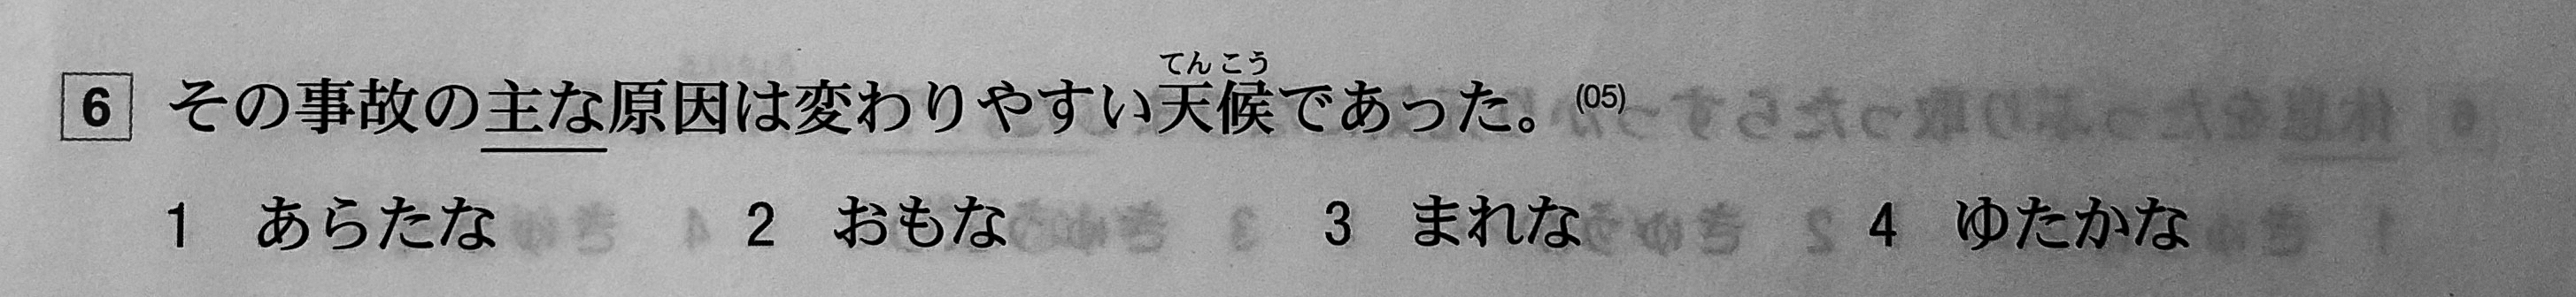 6 その事故の主な原因は変わりやすい天候であった。(05)
てんこう
1 あらたな 2 おもな 3 まれな 4 ゆたかな